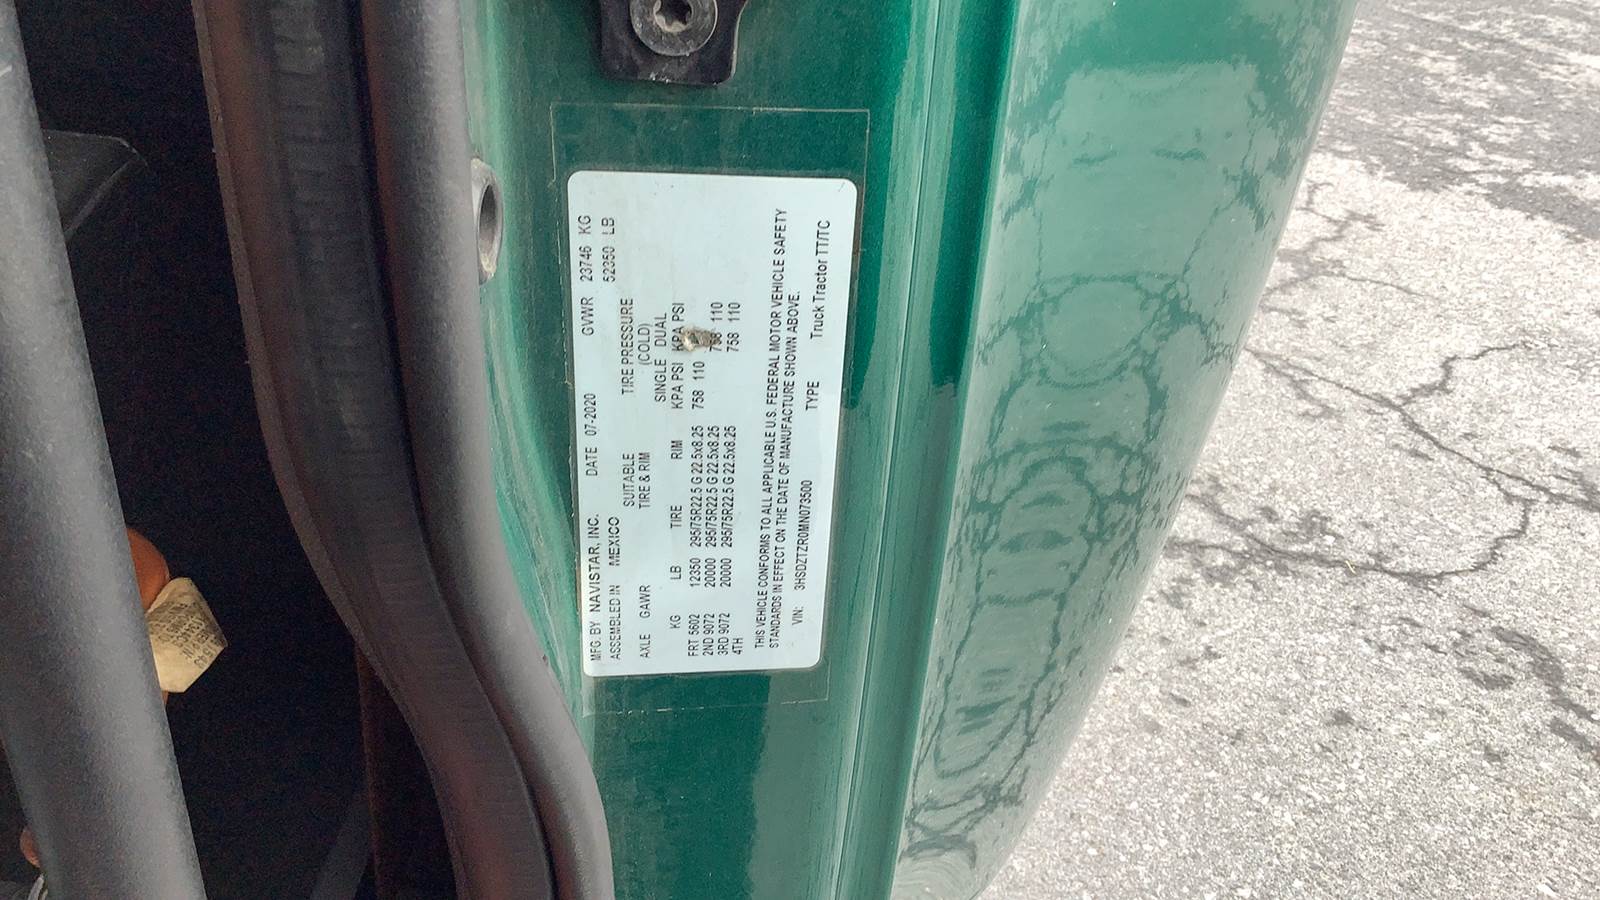 MFG. BY NAVISTAR, INC. DATE 07-2020 GVWR 23746 KG
ASSEMBLED IN MEXICO 52350 LB
SUITABLE TIRE PRESSURE
AXLE GAWR TIRE & RIM (COLD)
SINGLE DUAL
KG LB TIRE RIM KPA PSI KPA PSI
FRT 5602 12350 295/75R22.5 G 22.5x8.25 758 110
2ND 9072 20000 295/75R22.5 G 22.5x8.25 758 110
3RD 9072 20000 295/75R22.5 G 22.5x8.25 758 110
4TH
THIS VEHICLE CONFORMS TO ALL APPLICABLE U.S. FEDERAL MOTOR VEHICLE SAFETY
STANDARDS IN EFFECT ON THE DATE OF MANUFACTURE SHOWN ABOVE.
VIN: 3HSDZTZR0MN073500 TYPE Truck Tractor TT/TC